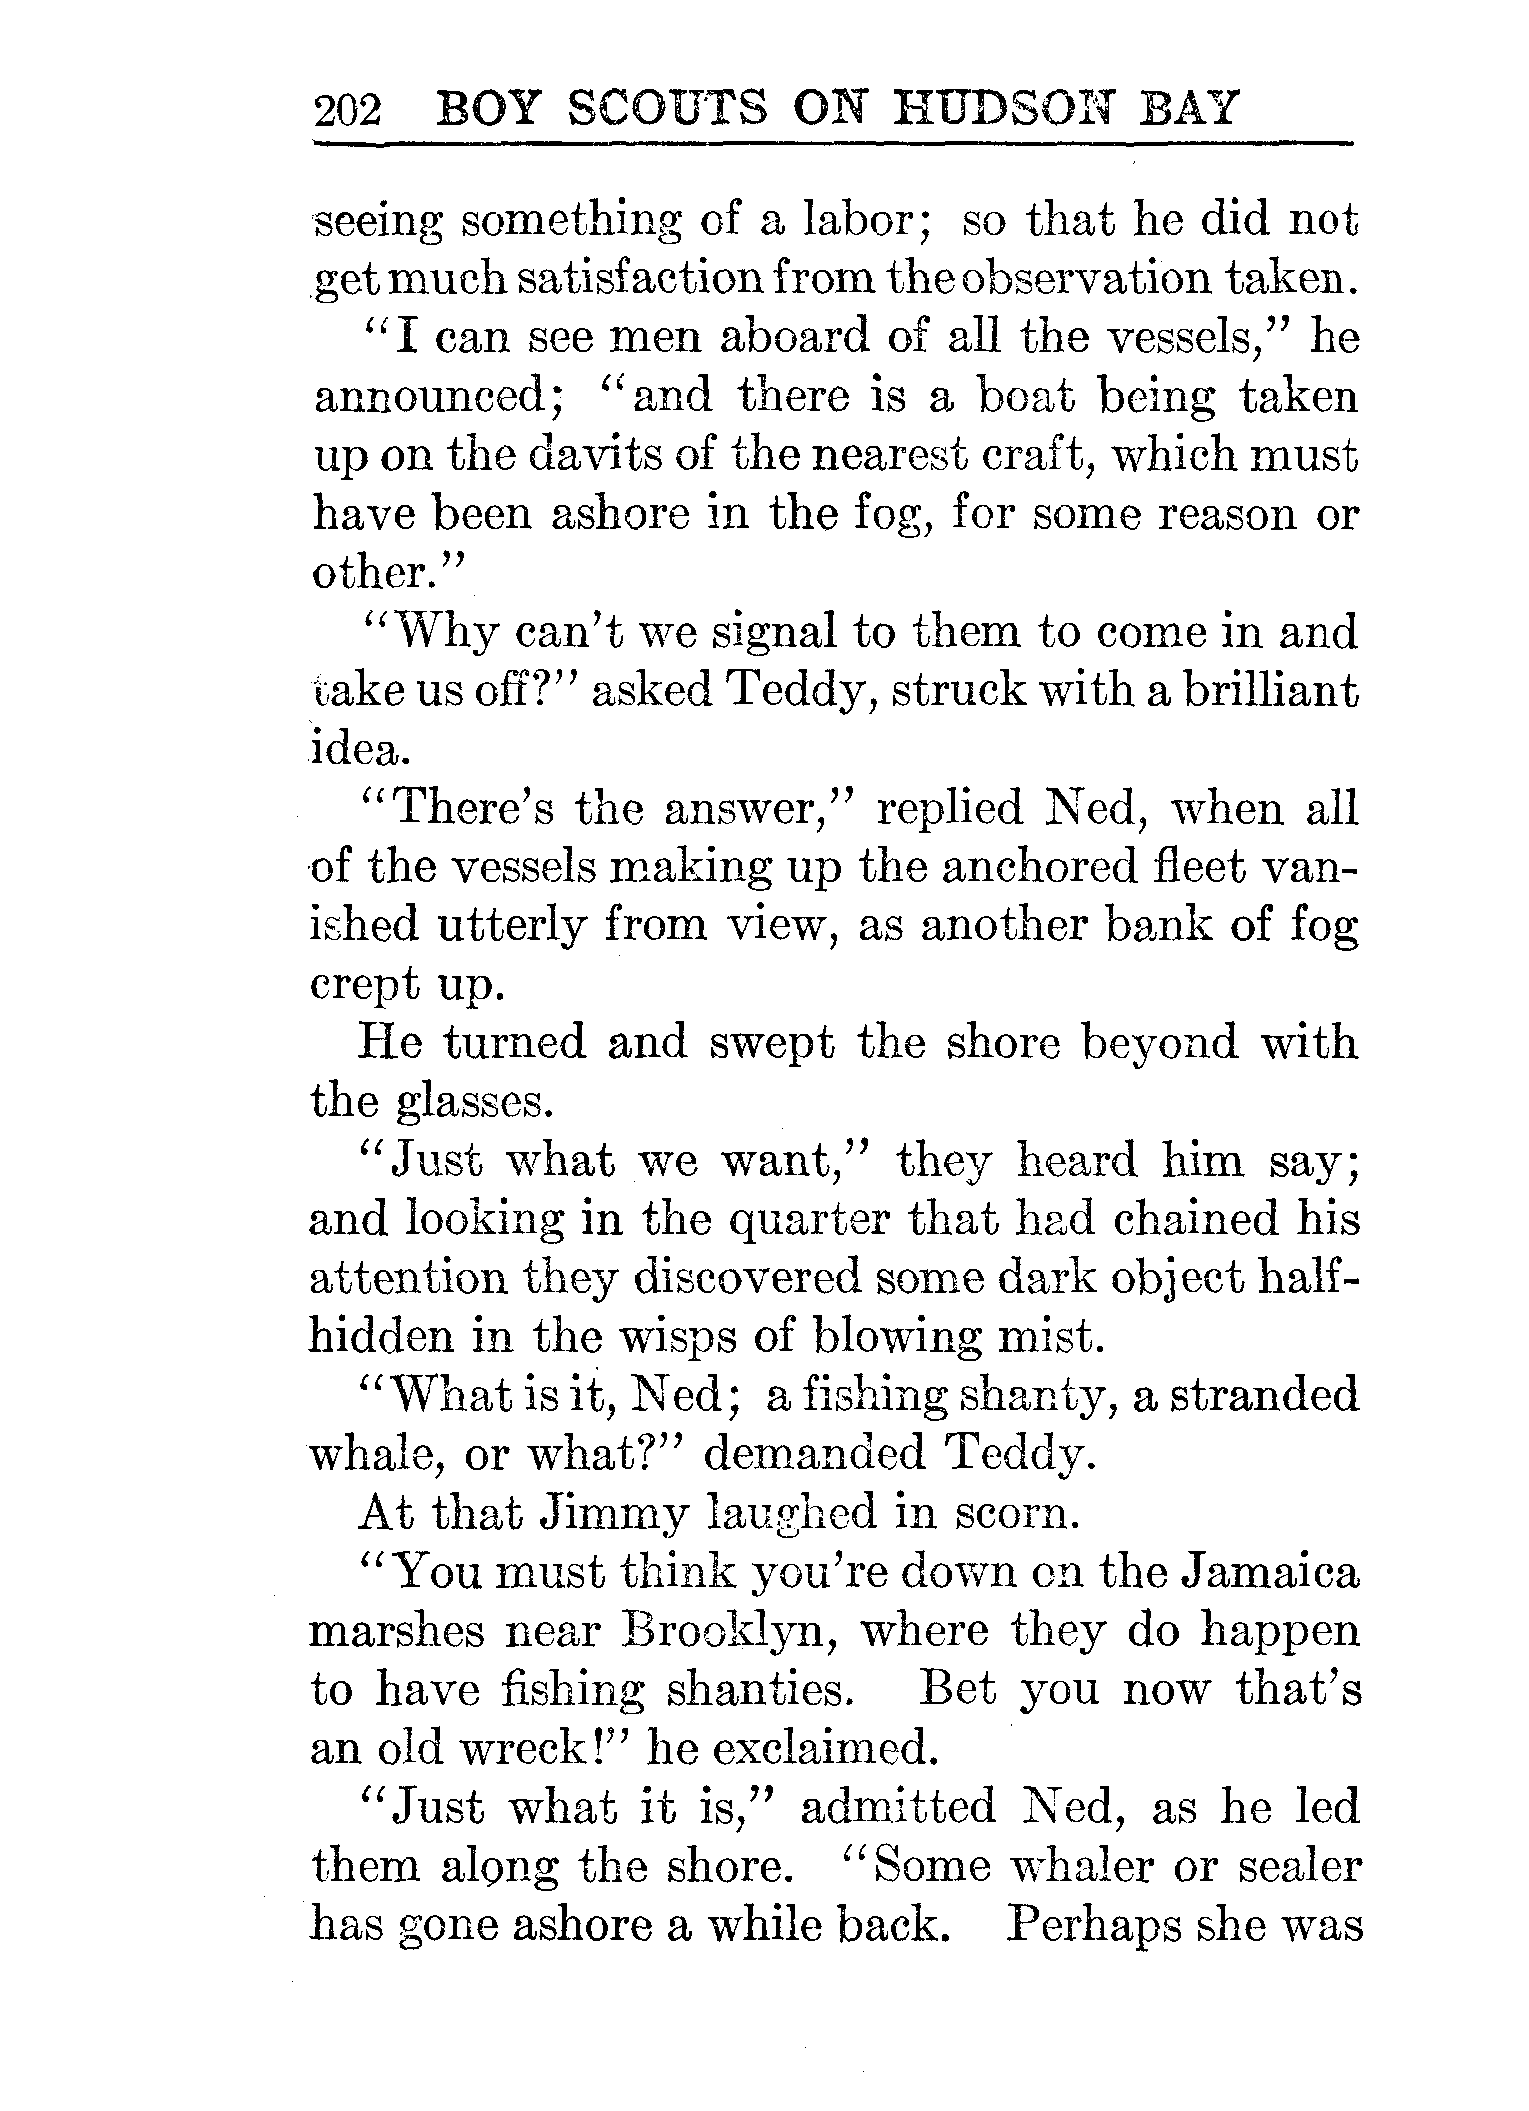 202 BOY SCOUTS ON HUDSON BAY
seeing something of a labor; so that he did not
get much satisfaction from the observation taken.
“I can see men aboard of all the vessels,” he
announced; “and there is a boat being taken
up on the davits of the nearest craft, which must
have been ashore in the fog, for some reason or
other.”
“Why can’t we signal to them to come in and
take us off?” asked Teddy, struck with a brilliant
idea.
“There’s the answer,” replied Ned, when all
of the vessels making up the anchored fleet van-
ished utterly from view, as another bank of fog
crept up.
He turned and swept the shore beyond with
the glasses.
“Just what we want,” they heard him say;
and looking in the quarter that had chained his
attention they discovered some dark object half-
hidden in the wisps of blowing mist.
“What is it, Ned; a fishing shanty, a stranded
whale, or what?” demanded Teddy.
At that Jimmy laughed in scorn.
“You must think you’re down on the Jamaica
marshes near Brooklyn, where they do happen
to have fishing shanties. Bet you now that’s
an old wreck!” he exclaimed.
“Just what it is,” admitted Ned, as he led
them along the shore. “Some whaler or sealer
has gone ashore a while back. Perhaps she was